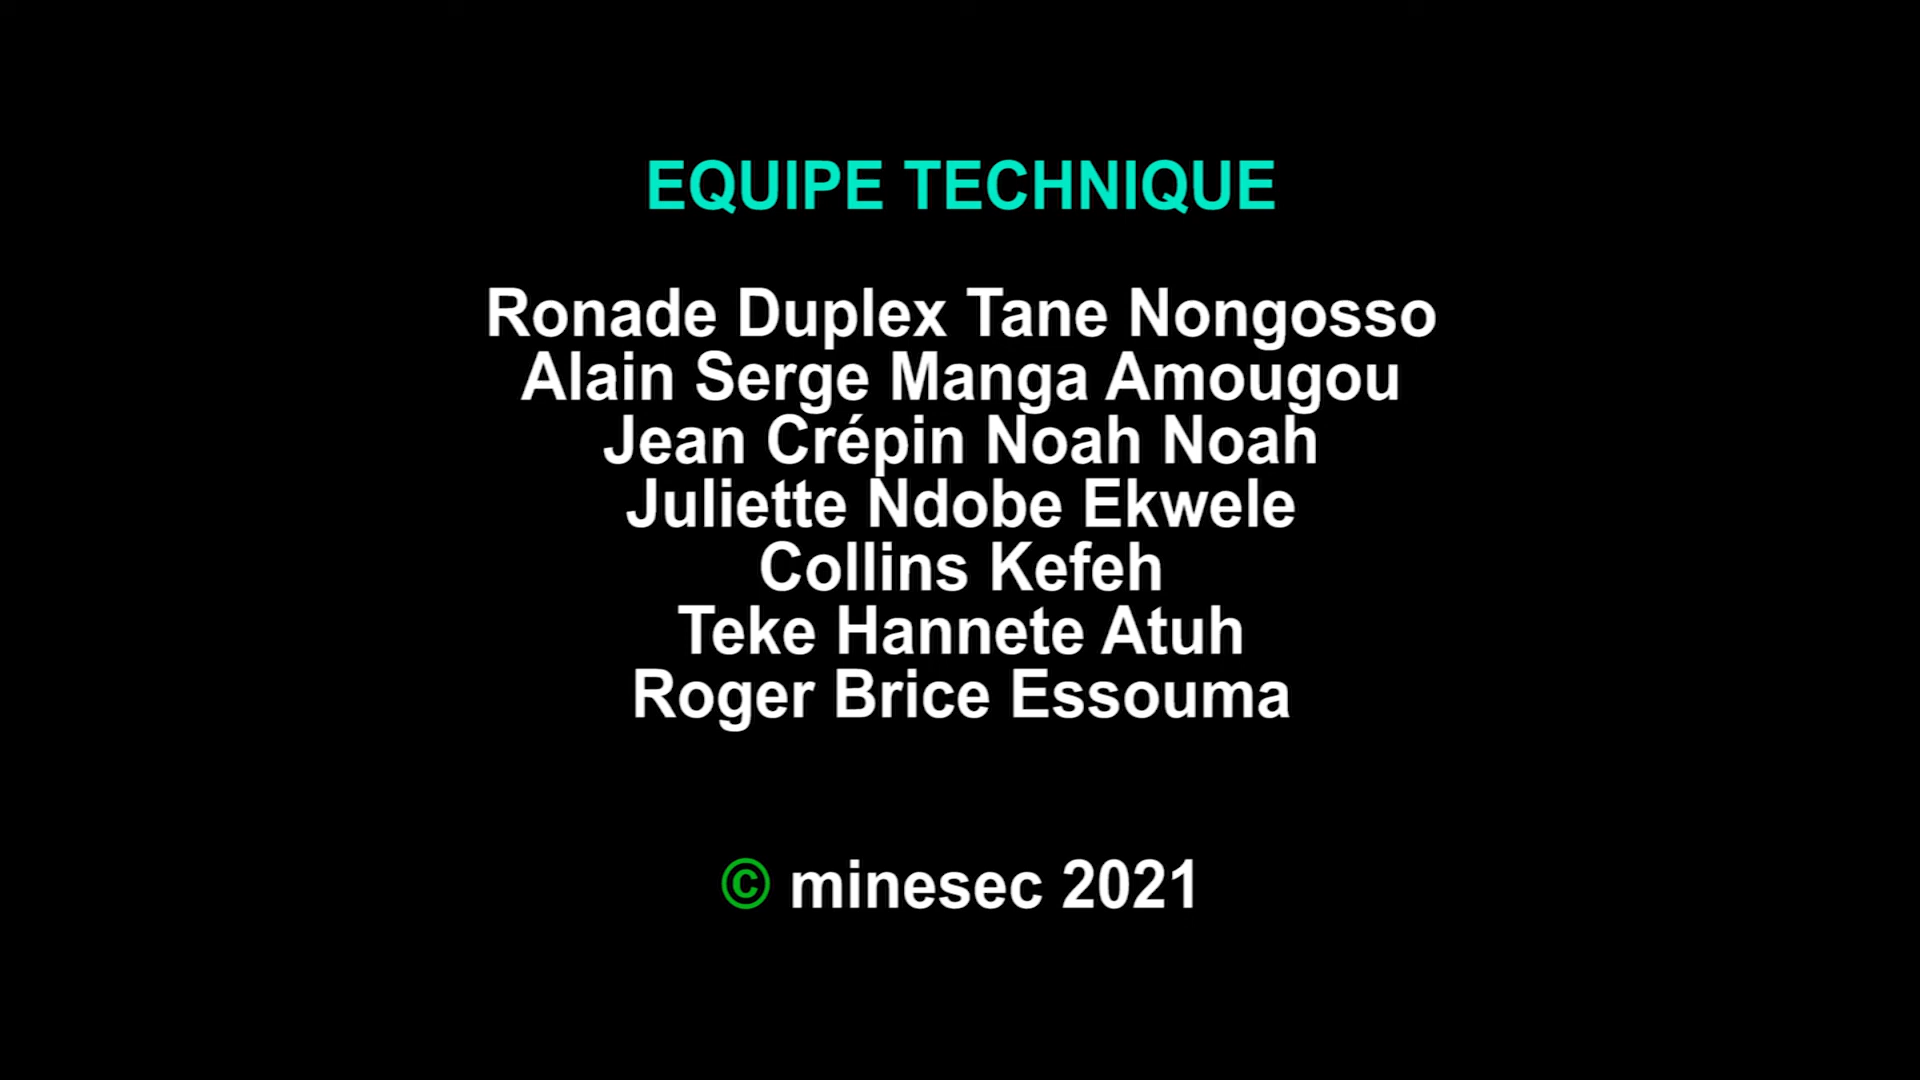 EQUIPE TECHNIQUE
Ronade Duplex Tane Nongosso
Alain Serge Manga Amougou
Jean Crépin Noah Noah
Juliette Ndobe Ekwele
Collins Kefeh
Teke Hannete Atuh
Roger Brice Essouma
© minesec 2021